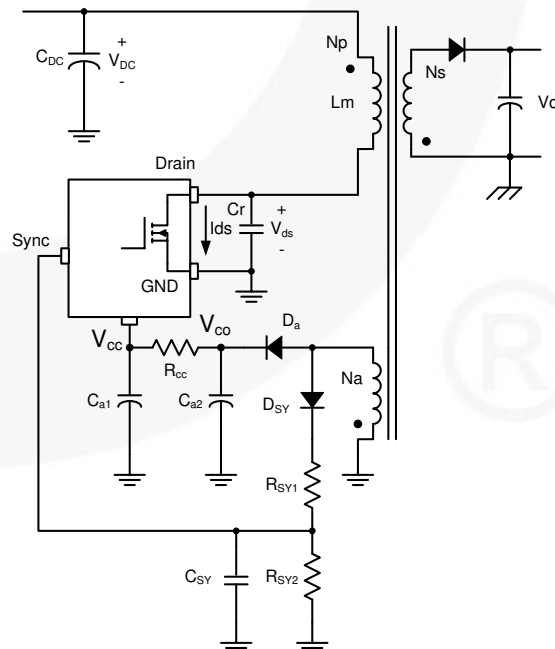 Np
C_DC
+
V_DC
-
Lm
Ns
Vo
Drain
Sync
Ids
Cr
+
V_ds
-
GND
V_cc
R_cc
V_co
D_a
Na
C_a1
C_a2
D_SY
R_SY1
C_SY
R_SY2
®